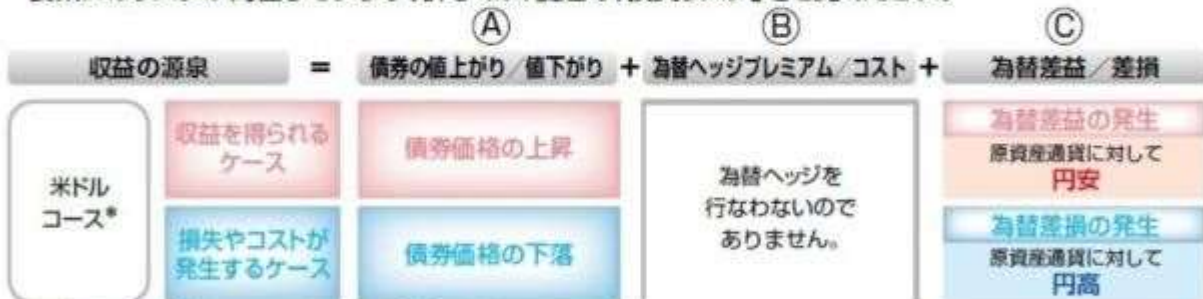 Ⓐ Ⓑ Ⓒ
収益の源泉 = 債券の値上がり/値下がり + 為替ヘッジプレミアム/コスト + 為替差益/差損
米ドル
コース*
収益を得られる
ケース
債券価格の上昇
為替ヘッジを
行なわないので
ありません。
為替差益の発生
原資産通貨に対して
円安
損失やコストが
発生するケース
債券価格の下落
為替差損の発生
原資産通貨に対して
円高